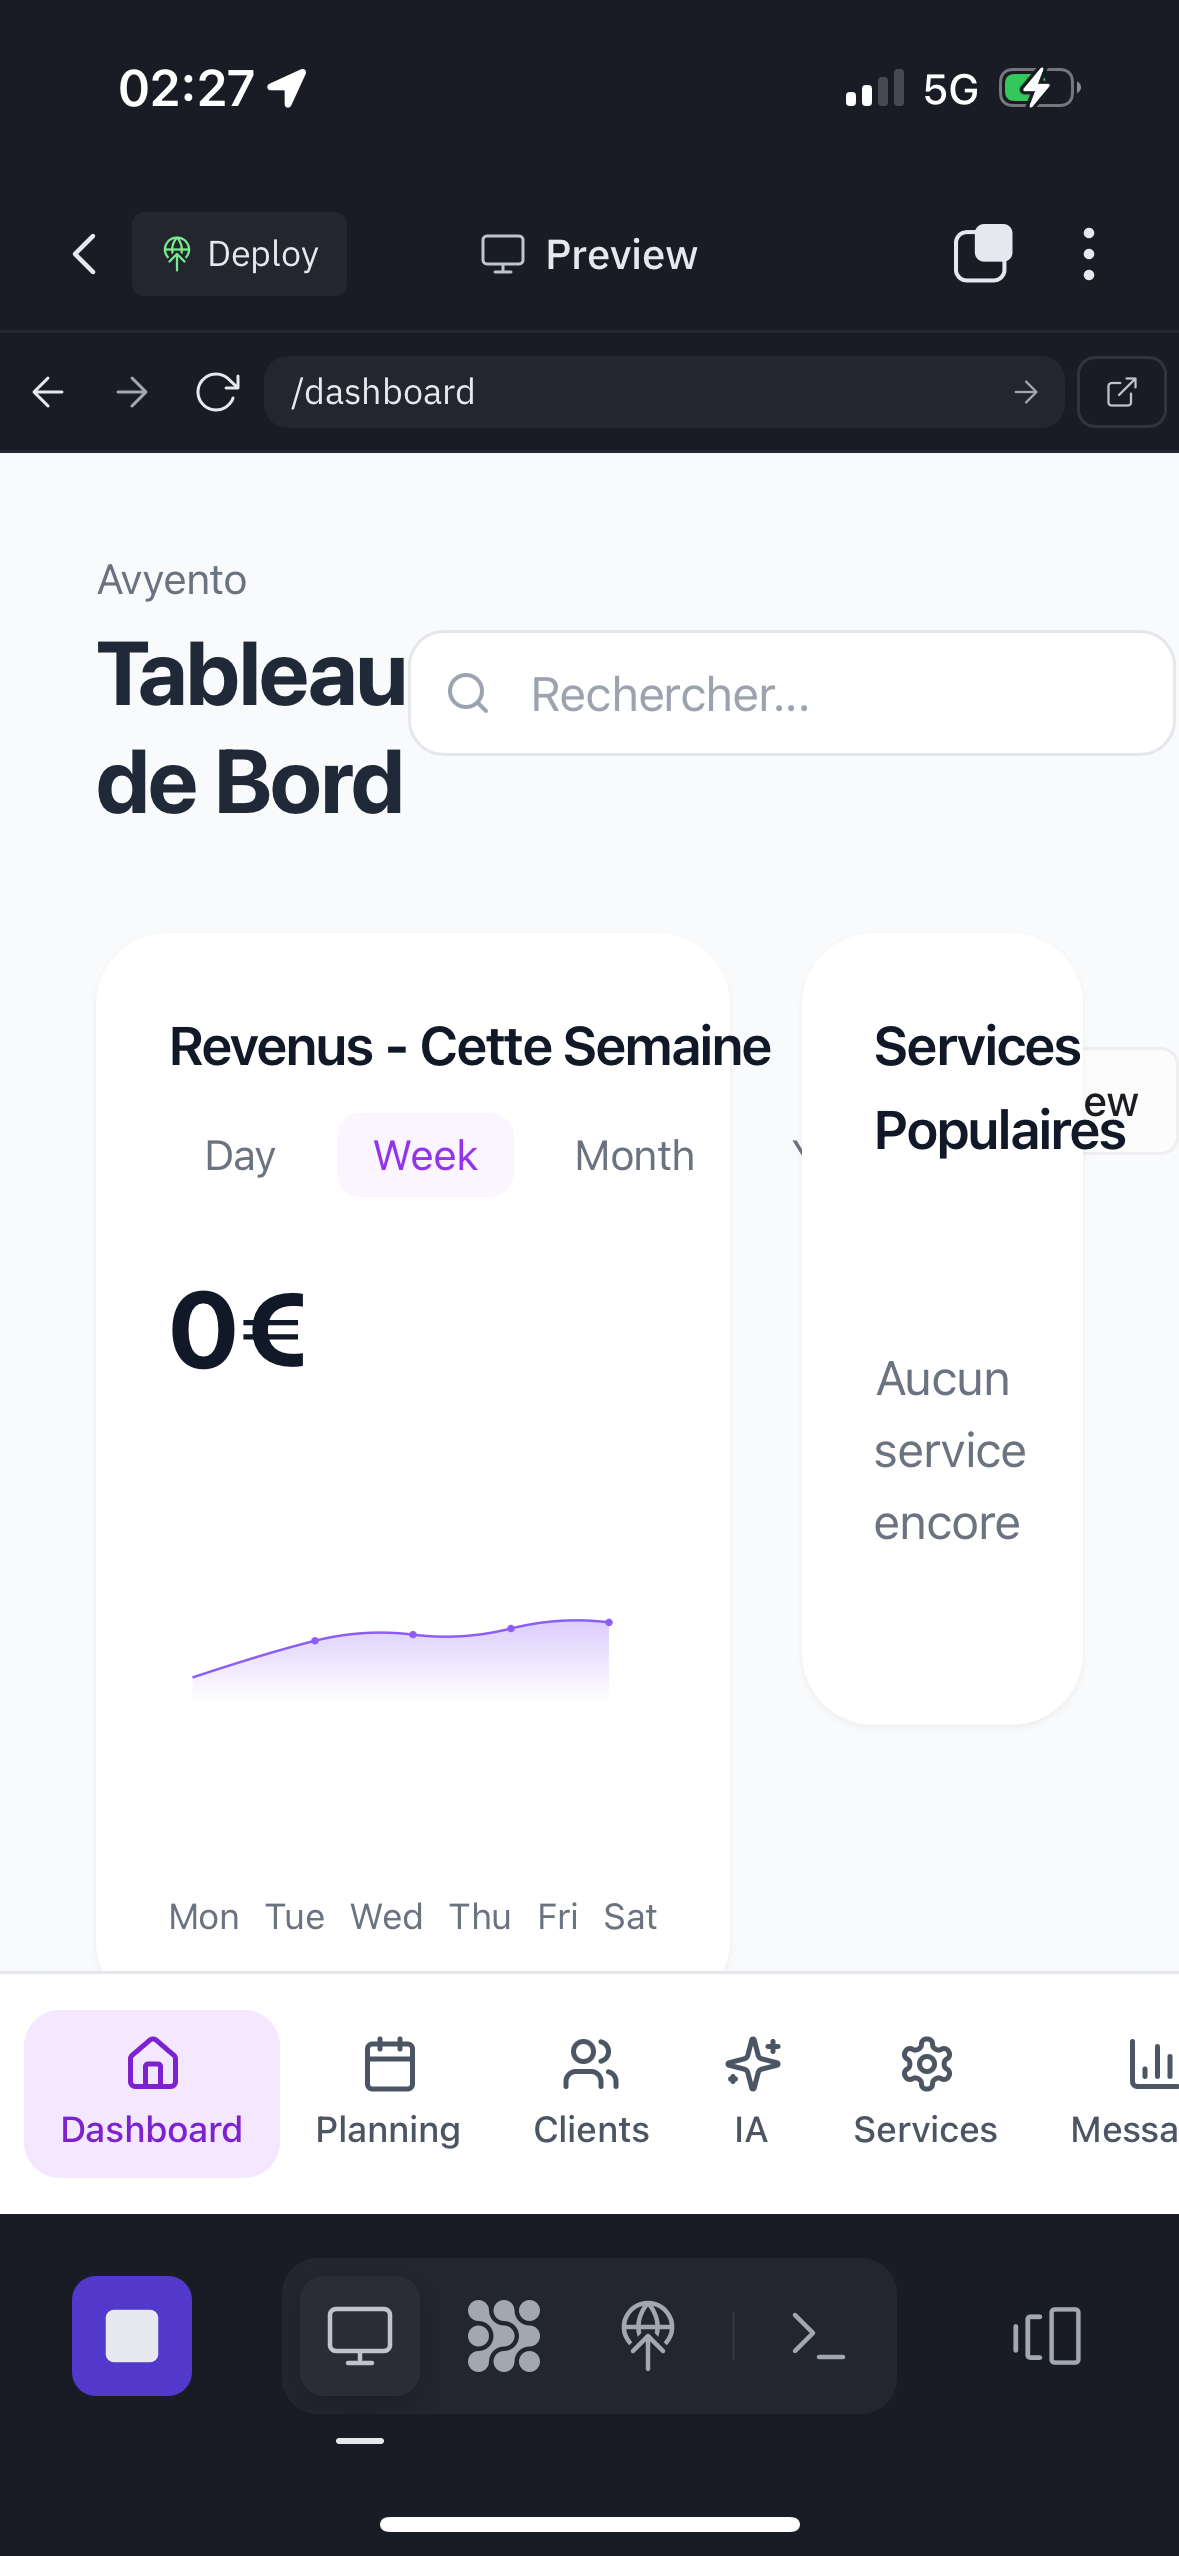 02:27
5G
Deploy
Preview
/dashboard
Avyento
Tableau
de Bord
Rechercher...
Revenus - Cette Semaine
Day Week Month
0€
Mon Tue Wed Thu Fri Sat
Services
Populaires
ew
Aucun
service
encore
Dashboard Planning Clients IA Services Messa